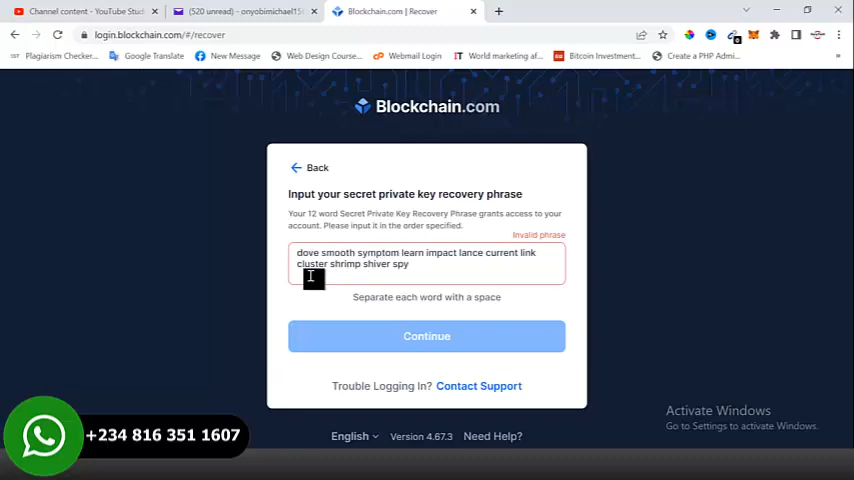 Channel content - YouTube Stud
(520 unread) - onyobimichael15
Blockchain.com | Recover
login.blockchain.com/#/recover
Plagiarism Checker...
Google Translate
New Message
Web Design Course...
Webmail Login
World marketing af...
Bitcoin Investment...
Create a PHP Admi...
Blockchain.com
Back
Input your secret private key recovery phrase
Your 12 word Secret Private Key Recovery Phrase grants access to your
account. Please input it in the order specified.
Invalid phrase
dove smooth symptom learn impact lance current link
cluster shrimp shiver spy
Separate each word with a space
Continue
Trouble Logging In? Contact Support
Activate Windows
Go to Settings to activate Windows.
+234 816 351 1607
English
Version 4.67.3
Need Help?